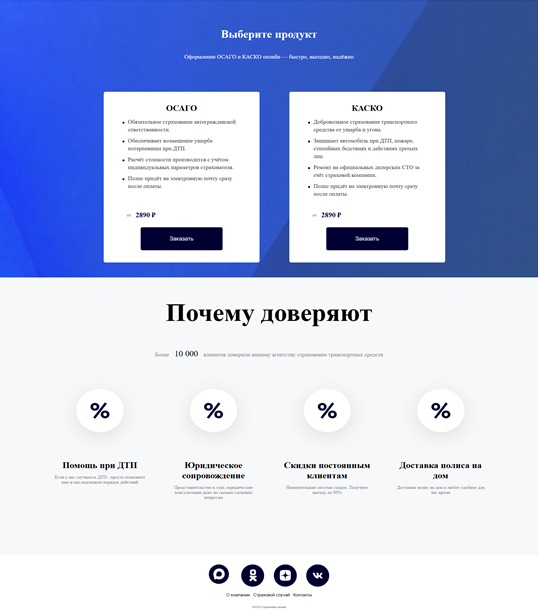 Выберите продукт
Оформление ОСАГО и КАСКО онлайн — быстро, выгодно, надёжно
ОСАГО
Обязательное страхование автогражданской
ответственности.
Обеспечивает возмещение ущерба
потерпевшим при ДТП.
Расчёт стоимости производится с учётом
индивидуальных параметров страхователя.
Полис придёт на электронную почту сразу
после оплаты.
от 2890 ₽
Заказать
КАСКО
Добровольное страхование транспортного
средства от ущерба и угона.
Защищает автомобиль при ДТП, пожаре,
стихийных бедствиях и действиях третьих
лиц.
Ремонт на официальных дилерских СТО за
счёт страховой компании.
Полис придёт на электронную почту сразу
после оплаты.
от 2890 ₽
Заказать
Почему доверяют
Более 10 000 клиентов доверили нашему агентству страхование транспортных средств
%
%
%
%
Помощь при ДТП
Если у вас случилось ДТП - просто позвоните
нам и мы подскажем порядок действий
Юридическое
сопровождение
Представительство в суде, юридические
консультации даже по самым сложным
вопросам
Скидки постоянным
клиентам
Накопительная система скидок. Получите
выгоду до 40%
Доставка полиса на
дом
Доставим полис на дом в любое удобное для
вас время
О компании Страховой случай Контакты